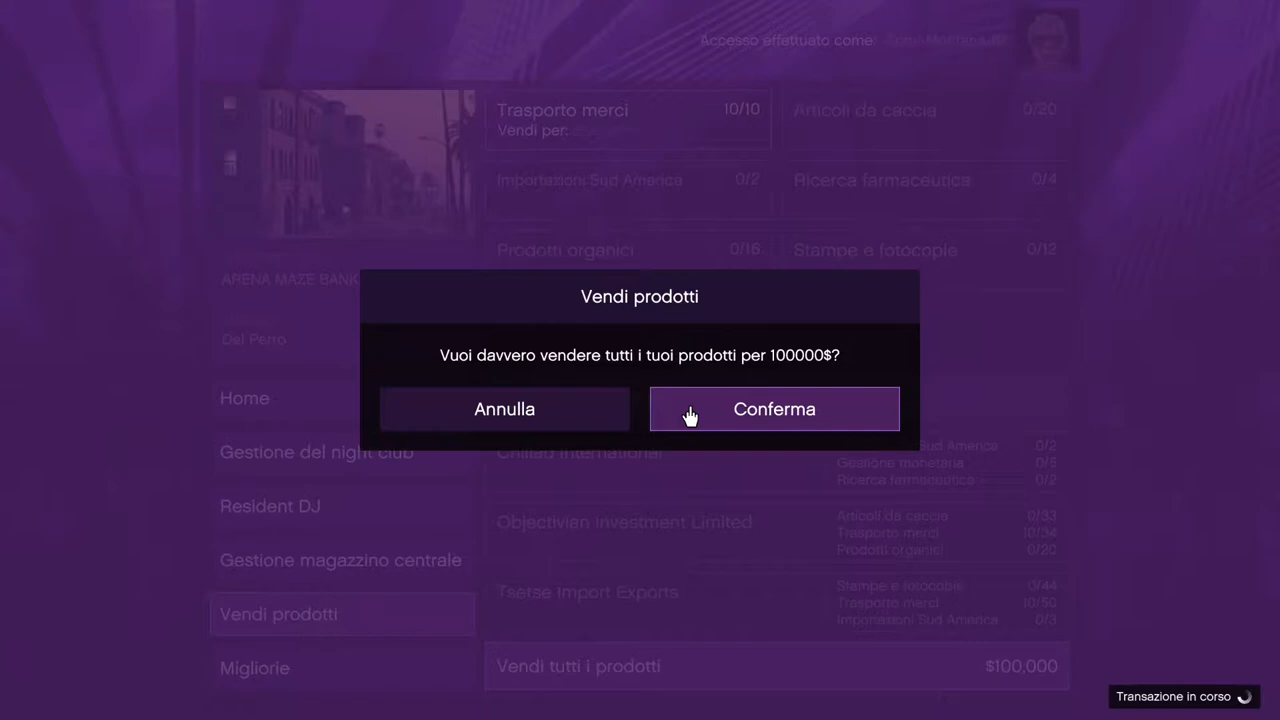 Accesso effettuato come:
Trasporto merci 10/10
Vendi per:
Articoli da caccia 0/20
Importazioni Sud America 0/2
Ricerca farmaceutica 0/4
Prodotti organici 0/16
Stampe e fotocopie 0/12
ARENA MAZE BANK
Del Perro
Vendi prodotti
Vuoi davvero vendere tutti i tuoi prodotti per 100000$?
Annulla
Conferma
Home
Gestione del night club
Resident DJ
Gestione magazzino centrale
Vendi prodotti
Migliorie
Chiliad International
Sud America 0/2
Gestione monetaria 0/5
Ricerca farmaceutica 0/2
Objectivian Investment Limited
Articoli da caccia 0/33
Trasporto merci 10/34
Prodotti organici 0/20
Tsetse Import Exports
Stampe e fotocopie 0/44
Trasporto merci 10/50
Importazioni Sud America 0/3
Vendi tutti i prodotti $100,000
Transazione in corso